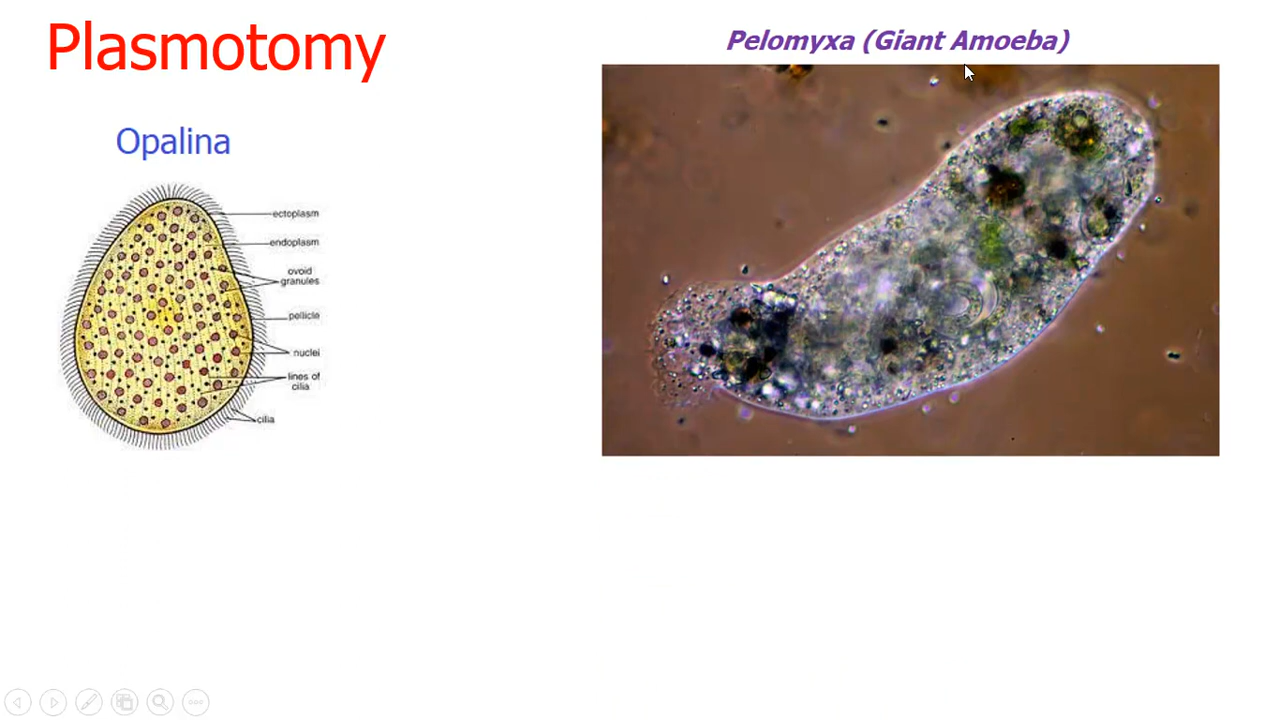 Plasmotomy
Pelomyxa (Giant Amoeba)
Opalina
ectoplasm
endoplasm
ovoid
granules
pellicle
nuclei
lines of
cilia
cilia